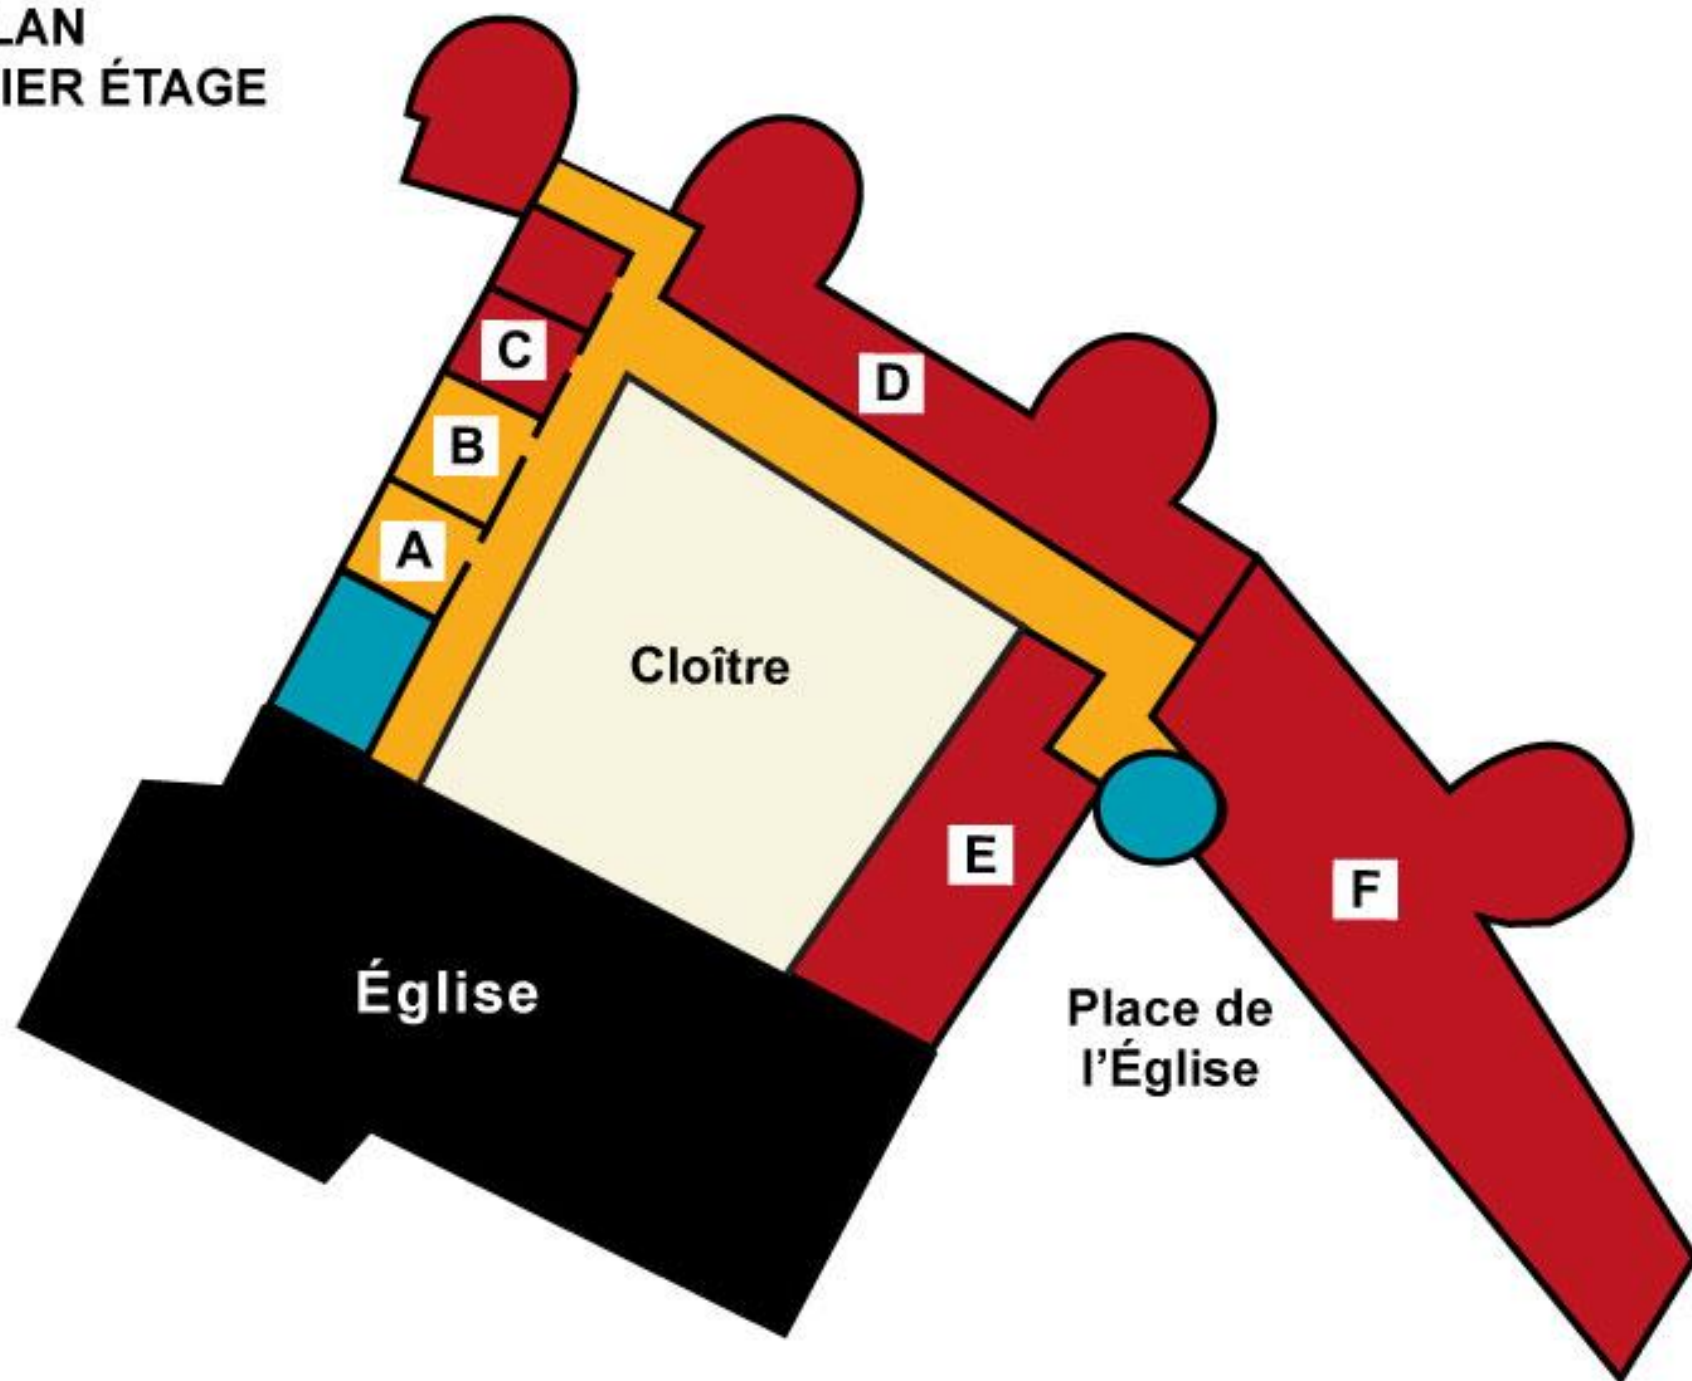 LAN
IER ÉTAGE
C
D
B
A
Cloître
E
F
Église
Place de
l'Église